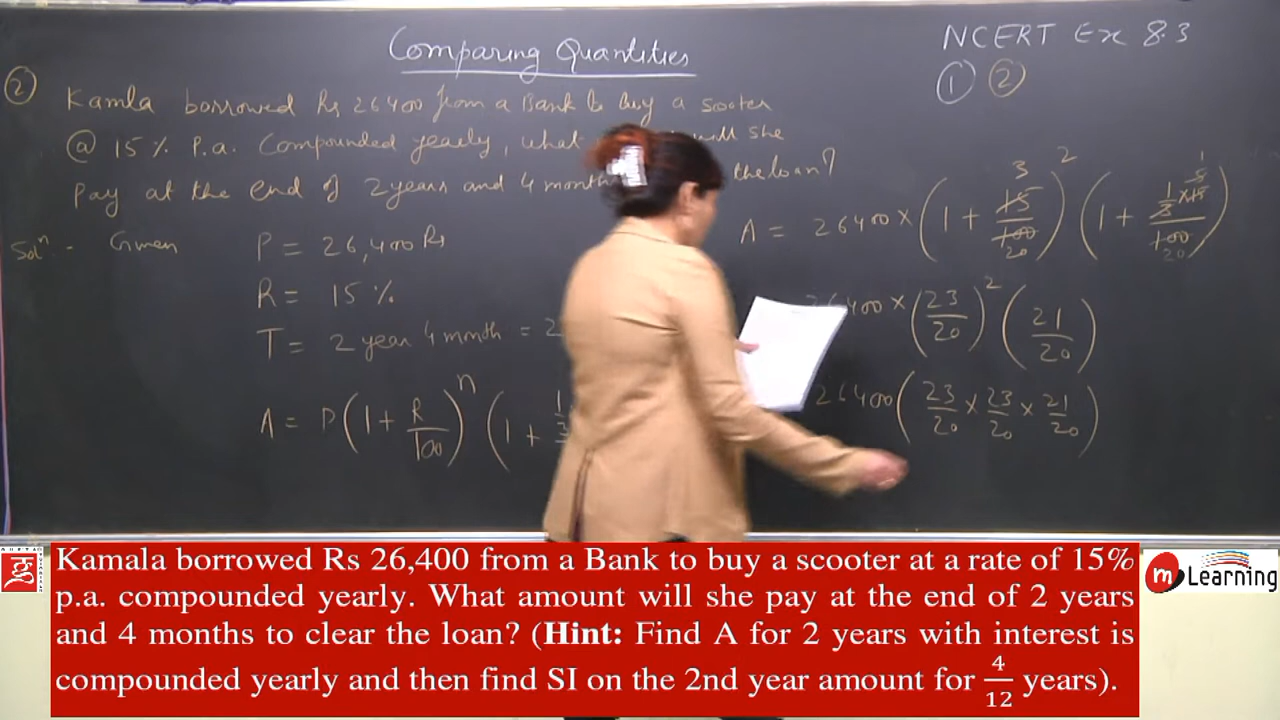 Comparing Quantities
NCERT Ex 8.3
① ②
② Kamla borrowed Rs 26400 from a Bank to buy a scooter
@ 15% P.a. Compounded yearly, what will she
Pay at the end of 2 years and 4 month the loan?
Solⁿ - Given P = 26,400 Rs
R = 15 %
T = 2 year 4 month = 2
A = P(1 + R/100)ⁿ (1 + 1/3
A = 26400 × (1 + 15/100 3/20)² (1 + 1/3 × 15/100 5 1/20)
26400 × (23/20)² (21/20)
26400 (23/20 × 23/20 × 21/20)
Kamala borrowed Rs 26,400 from a Bank to buy a scooter at a rate of 15%
p.a. compounded yearly. What amount will she pay at the end of 2 years
and 4 months to clear the loan? (Hint: Find A for 2 years with interest is
compounded yearly and then find SI on the 2nd year amount for 4/12 years).
m Learning